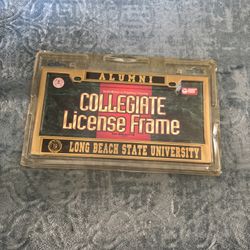 ALUMNI
COLLEGIATE
License Frame
LONG BEACH STATE UNIVERSITY